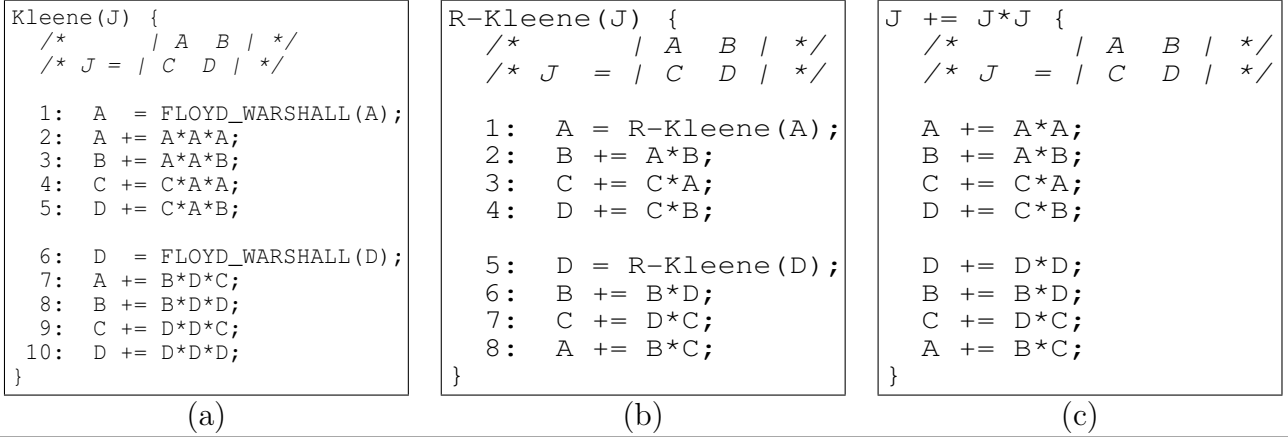 Kleene(J) {
/* | A B | */
/* J = | C D | */
1: A = FLOYD_WARSHALL(A);
2: A += A*A*A;
3: B += A*A*B;
4: C += C*A*A;
5: D += C*A*B;
6: D = FLOYD_WARSHALL(D);
7: A += B*D*C;
8: B += B*D*D;
9: C += D*D*C;
10: D += D*D*D;
}
(a)
R-Kleene(J) {
/* | A B | */
/* J = | C D | */
1: A = R-Kleene(A);
2: B += A*B;
3: C += C*A;
4: D += C*B;
5: D = R-Kleene(D);
6: B += B*D;
7: C += D*C;
8: A += B*C;
}
(b)
J += J*J {
/* | A B | */
/* J = | C D | */
A += A*A;
B += A*B;
C += C*A;
D += C*B;
D += D*D;
B += B*D;
C += D*C;
A += B*C;
}
(c)